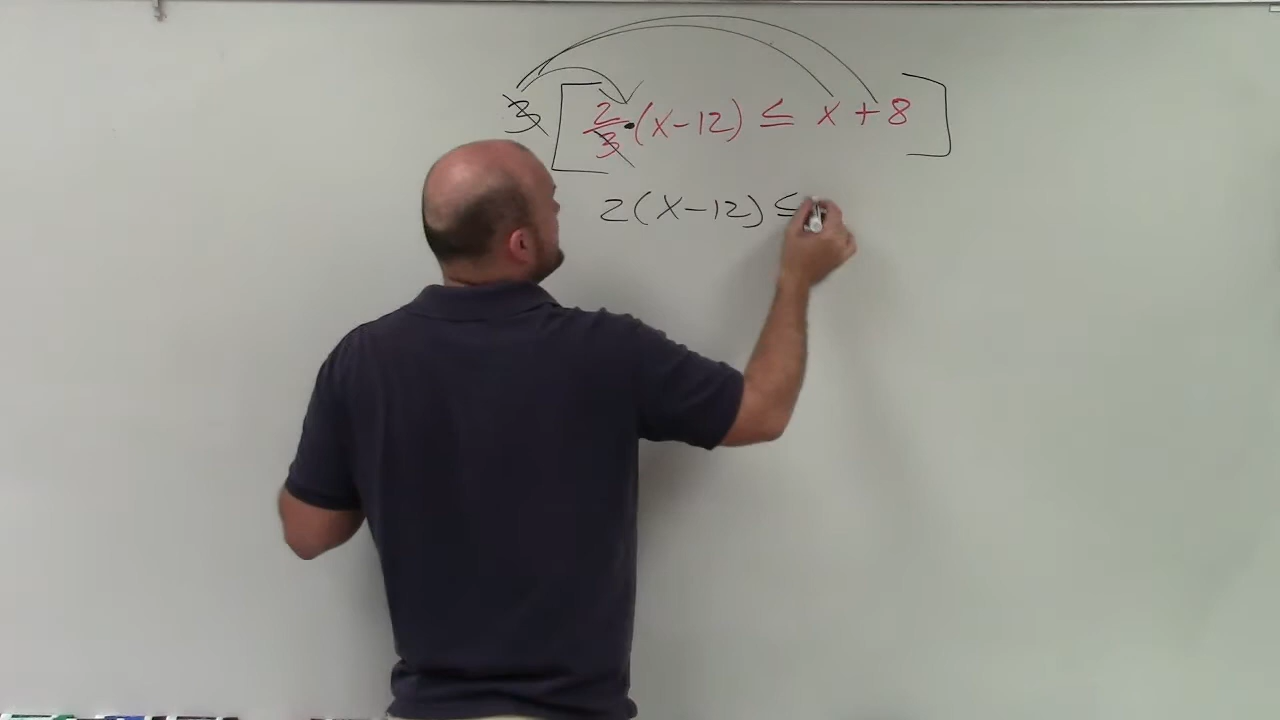 3[2/3·(x-12) ≤ x+8]
2(x-12) ≤